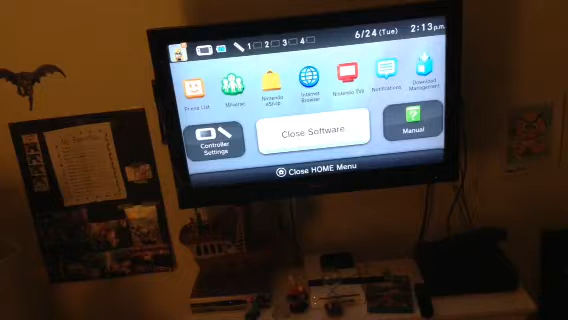 1 2 3 4 6/24 (Tue) 2:13 p.m.
Friend List
Miiverse
Nintendo eShop
Internet Browser
Nintendo TVii
Notifications
Download Management
Controller Settings
Close Software
Manual
Close HOME Menu